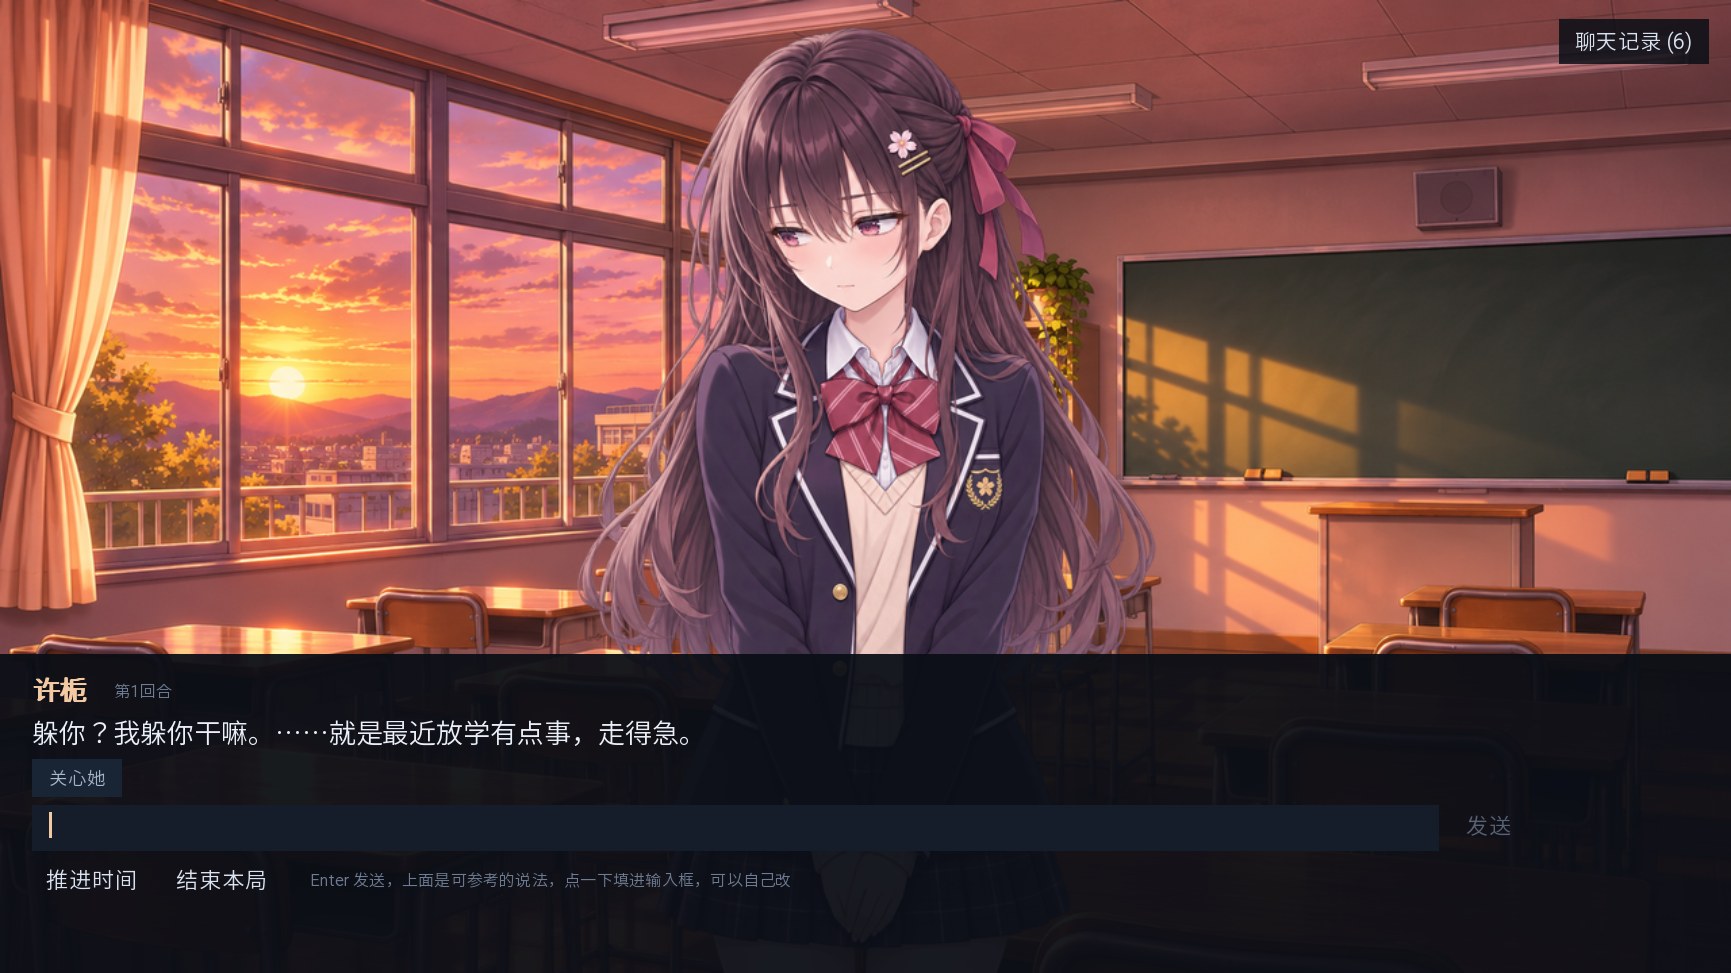 聊天记录 (6)
许栀 第1回合
躲你？我躲你干嘛。……就是最近放学有点事，走得急。
关心她
发送
推进时间 结束本局 Enter 发送，上面是可参考的说法，点一下填进输入框，可以自己改